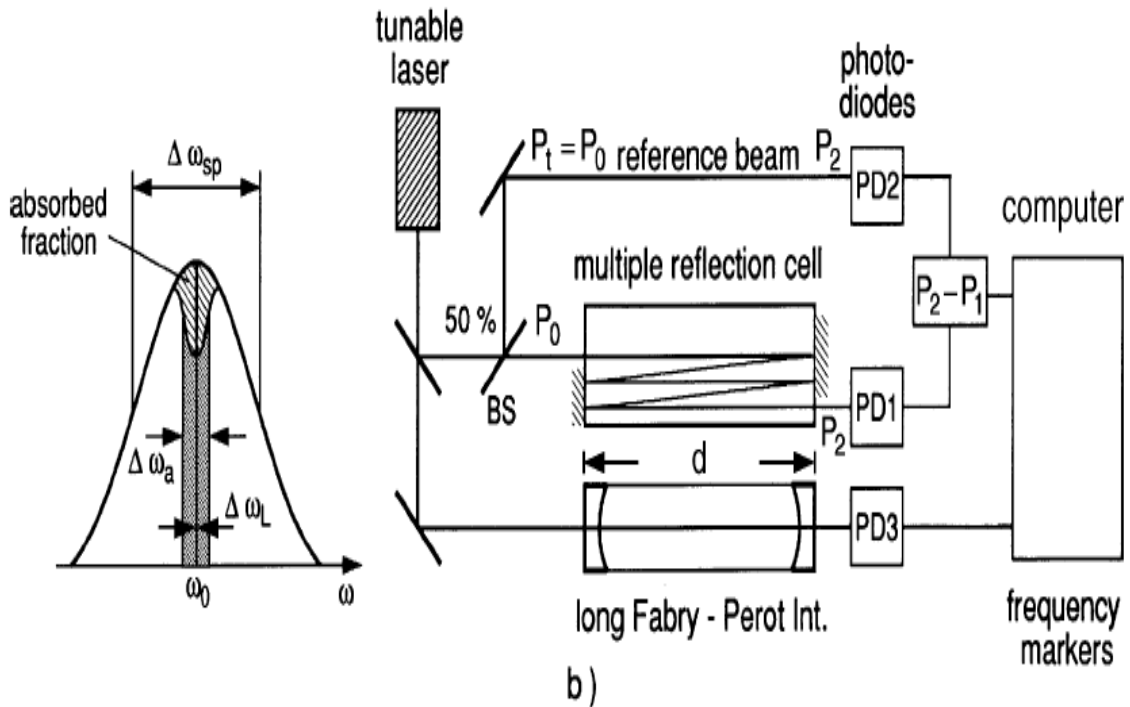 tunable
laser
photo-
diodes
Δ ω_sp
P_t = P_0 reference beam P_2
PD2
absorbed
fraction
computer
multiple reflection cell
P_2 – P_1
50 %
P_0
BS
PD1
P_2
Δ ω_a
d
Δ ω_L
PD3
ω_0
ω
long Fabry - Perot Int.
frequency
markers
b )